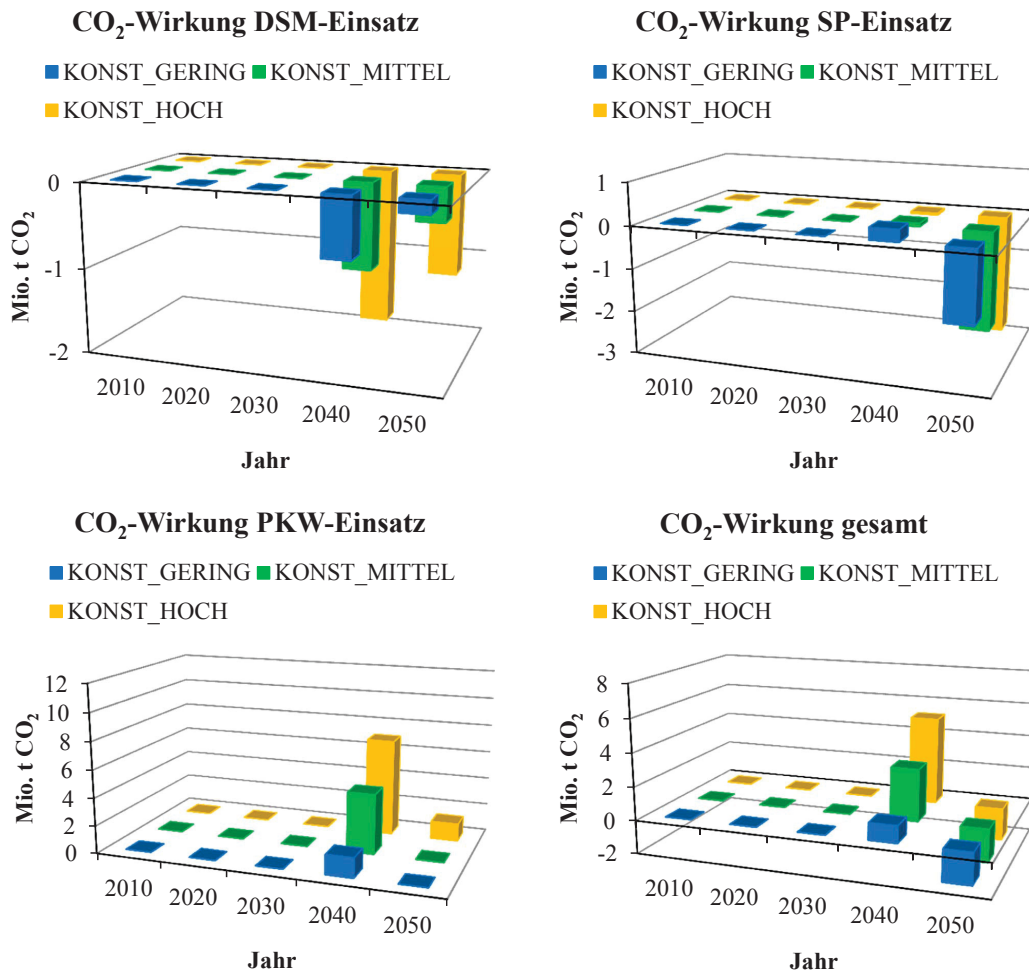 CO₂-Wirkung DSM-Einsatz
KONST_GERING KONST_MITTEL
KONST_HOCH
0
-1
-2
Mio. t CO₂
2010
2020
2030
2040
2050
Jahr
CO₂-Wirkung SP-Einsatz
KONST_GERING KONST_MITTEL
KONST_HOCH
1
0
-1
-2
-3
Mio. t CO₂
2010
2020
2030
2040
2050
Jahr
CO₂-Wirkung PKW-Einsatz
KONST_GERING KONST_MITTEL
KONST_HOCH
12
10
8
6
4
2
0
Mio. t CO₂
2010
2020
2030
2040
2050
Jahr
CO₂-Wirkung gesamt
KONST_GERING KONST_MITTEL
KONST_HOCH
8
6
4
2
0
-2
Mio. t CO₂
2010
2020
2030
2040
2050
Jahr